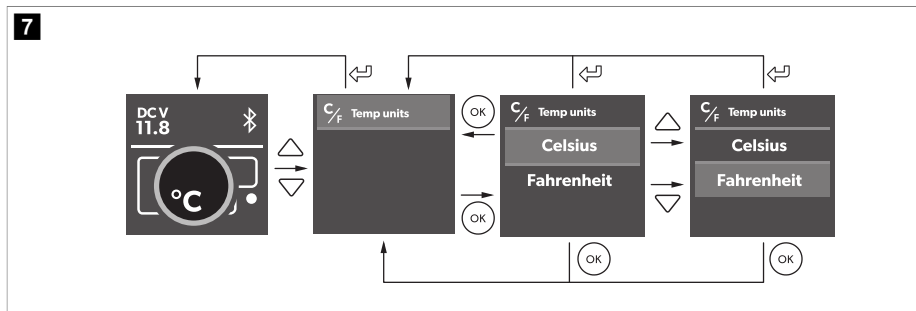 7
DC V
11.8
°C
C/F Temp units
OK
OK
C/F Temp units
Celsius
Fahrenheit
OK
C/F Temp units
Celsius
Fahrenheit
OK